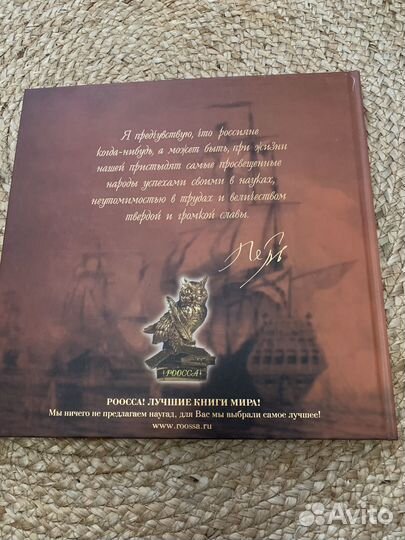 Я предчувствую, что россияне
когда-нибудь, а может быть, при жизни
нашей пристыдят самые просвещенные
народы успехами своими в науках,
неутомимостью в трудах и величеством
твердой и громкой славы.
РООССА
РООССА! ЛУЧШИЕ КНИГИ МИРА!
Мы ничего не предлагаем наугад, для Вас мы выбрали самое лучшее!
www.roossa.ru
Avito